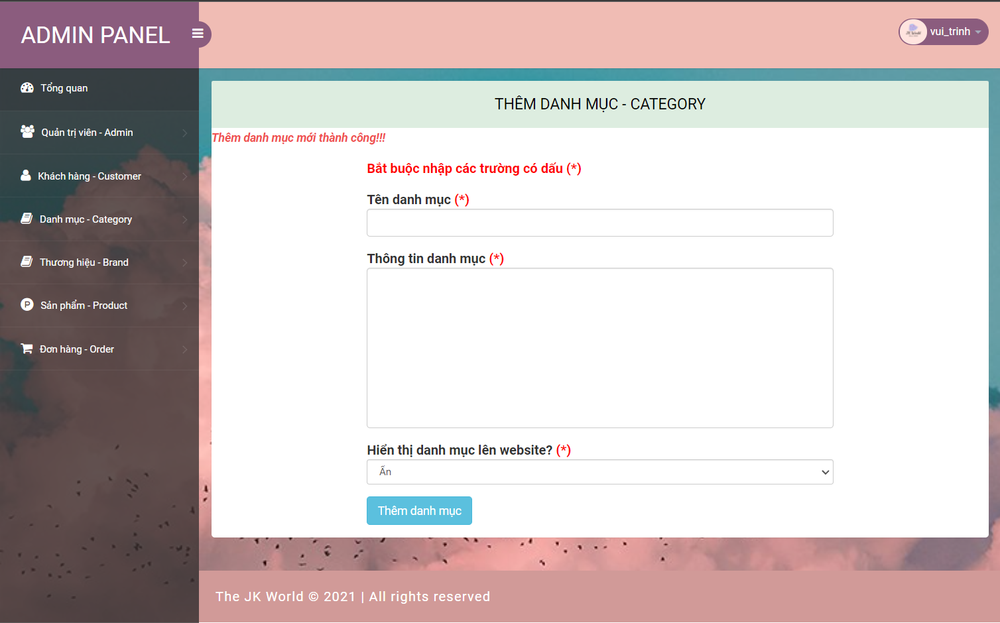 ADMIN PANEL
vui_trinh
Tổng quan
Quản trị viên - Admin
Khách hàng - Customer
Danh mục - Category
Thương hiệu - Brand
Sản phẩm - Product
Đơn hàng - Order
THÊM DANH MỤC - CATEGORY
Thêm danh mục mới thành công!!!
Bắt buộc nhập các trường có dấu (*)
Tên danh mục (*)
Thông tin danh mục (*)
Hiển thị danh mục lên website? (*)
Ẩn
Thêm danh mục
The JK World © 2021 | All rights reserved